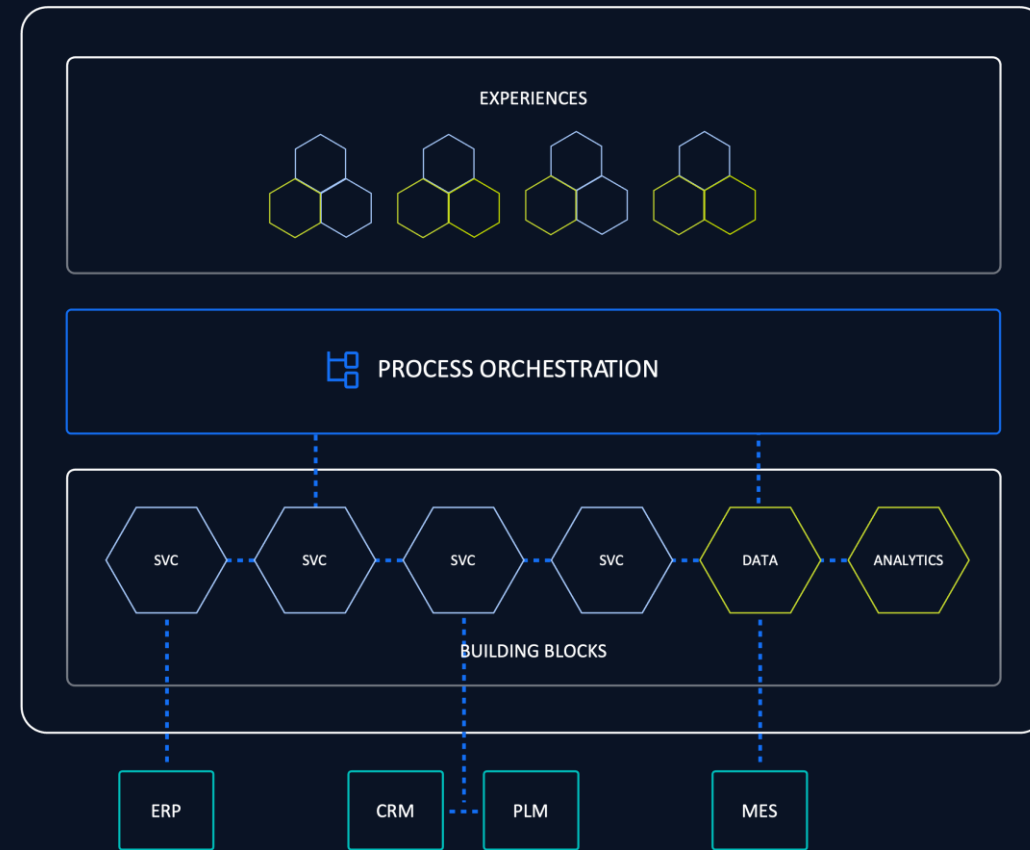 EXPERIENCES
PROCESS ORCHESTRATION
SVC SVC SVC SVC DATA ANALYTICS
BUILDING BLOCKS
ERP CRM PLM MES